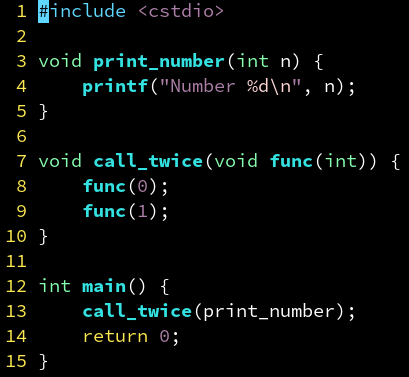 1 #include <cstdio>
2
3 void print_number(int n) {
4     printf("Number %d\n", n);
5 }
6
7 void call_twice(void func(int)) {
8     func(0);
9     func(1);
10 }
11
12 int main() {
13     call_twice(print_number);
14     return 0;
15 }